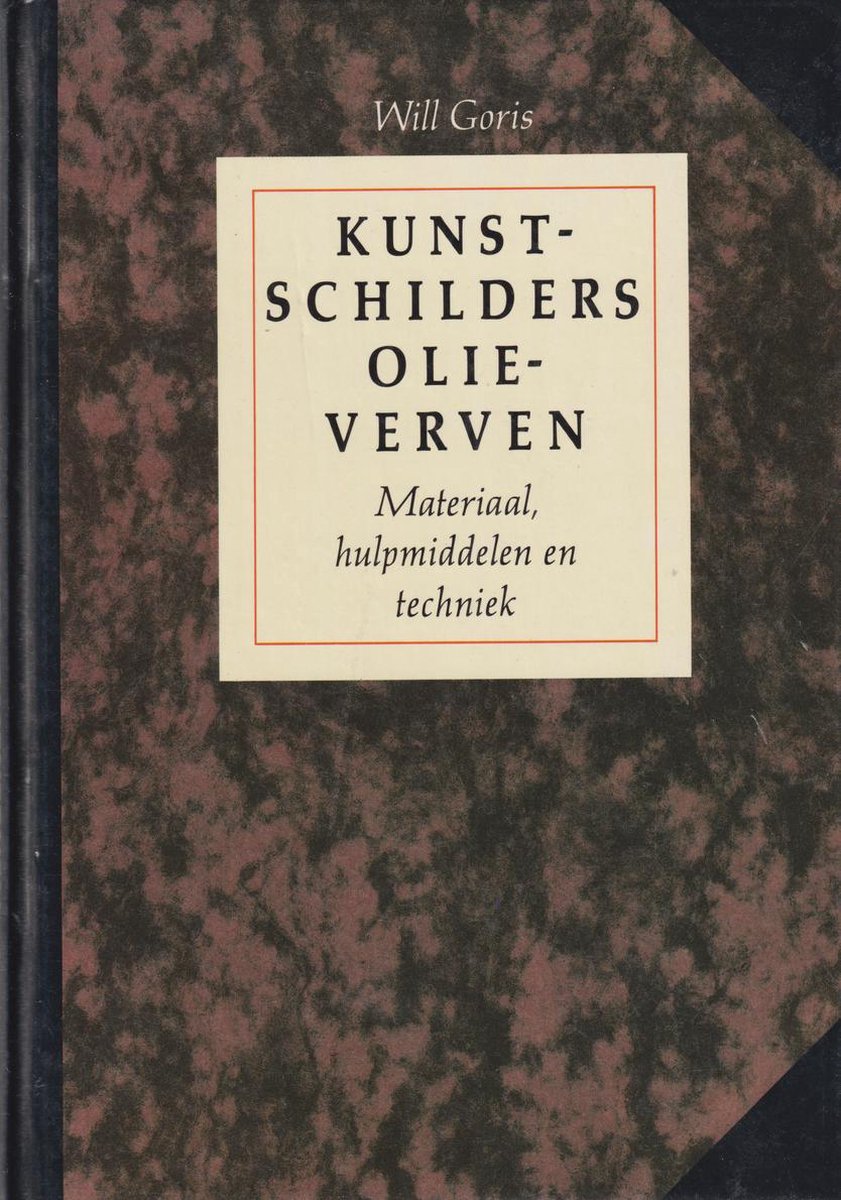 Will Goris
KUNST-
SCHILDERS
OLIE-
VERVEN
Materiaal,
hulpmiddelen en
techniek